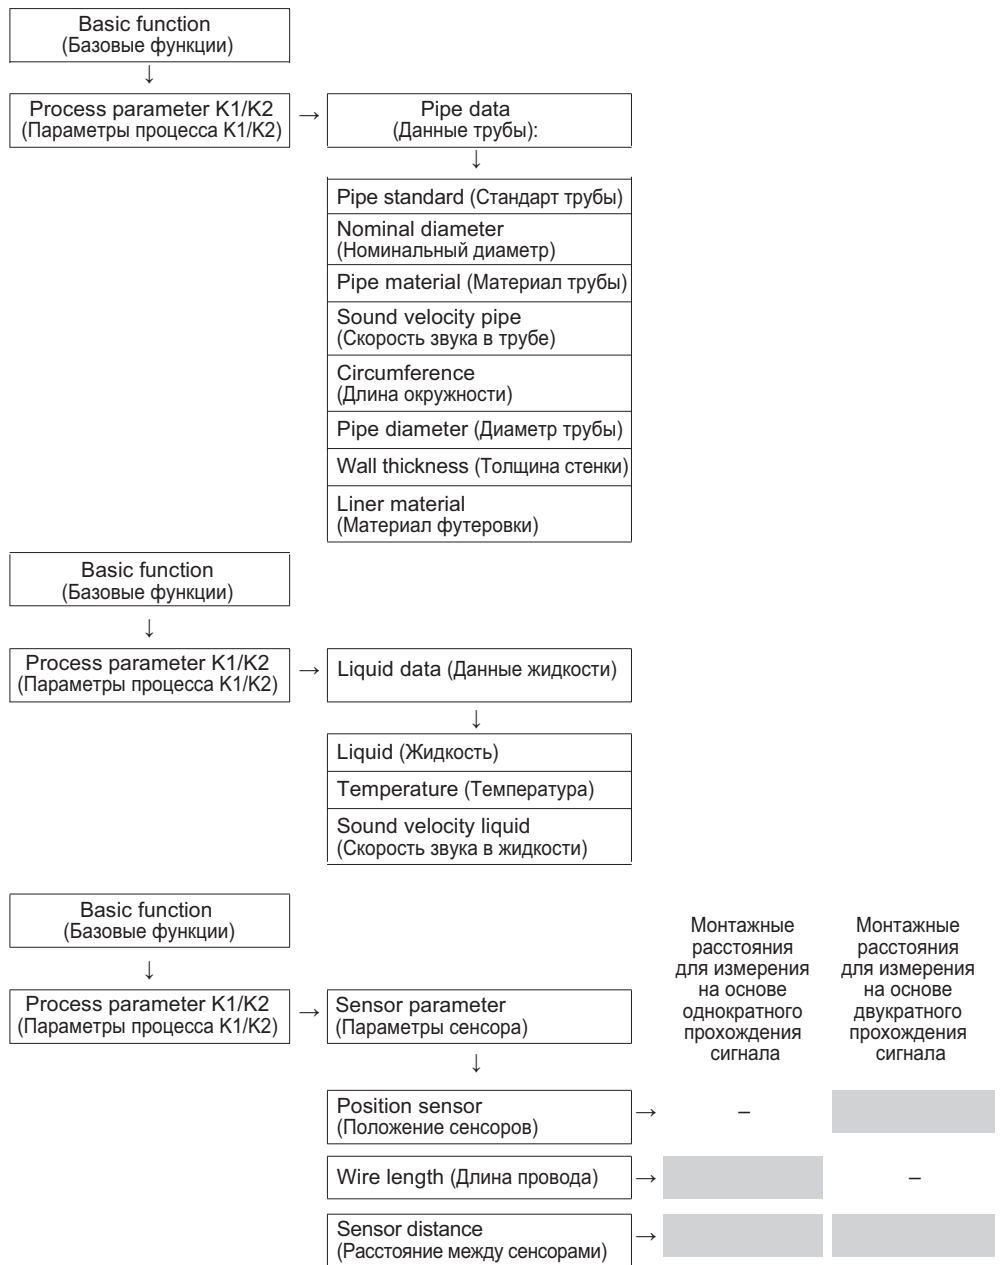 Basic function
(Базовые функции)
↓
Process parameter K1/K2
(Параметры процесса K1/K2)
→
Pipe data
(Данные трубы):
↓
Pipe standard (Стандарт трубы)
Nominal diameter
(Номинальный диаметр)
Pipe material (Материал трубы)
Sound velocity pipe
(Скорость звука в трубе)
Circumference
(Длина окружности)
Pipe diameter (Диаметр трубы)
Wall thickness (Толщина стенки)
Liner material
(Материал футеровки)
Basic function
(Базовые функции)
↓
Process parameter K1/K2
(Параметры процесса K1/K2)
→
Liquid data (Данные жидкости)
↓
Liquid (Жидкость)
Temperature (Температура)
Sound velocity liquid
(Скорость звука в жидкости)
Basic function
(Базовые функции)
↓
Process parameter K1/K2
(Параметры процесса K1/K2)
→
Sensor parameter
(Параметры сенсора)
↓
Монтажные
расстояния
для измерения
на основе
однократного
прохождения
сигнала
Монтажные
расстояния
для измерения
на основе
двукратного
прохождения
сигнала
Position sensor
(Положение сенсоров)
→
–
Wire length (Длина провода)
→
–
Sensor distance
(Расстояние между сенсорами)
→